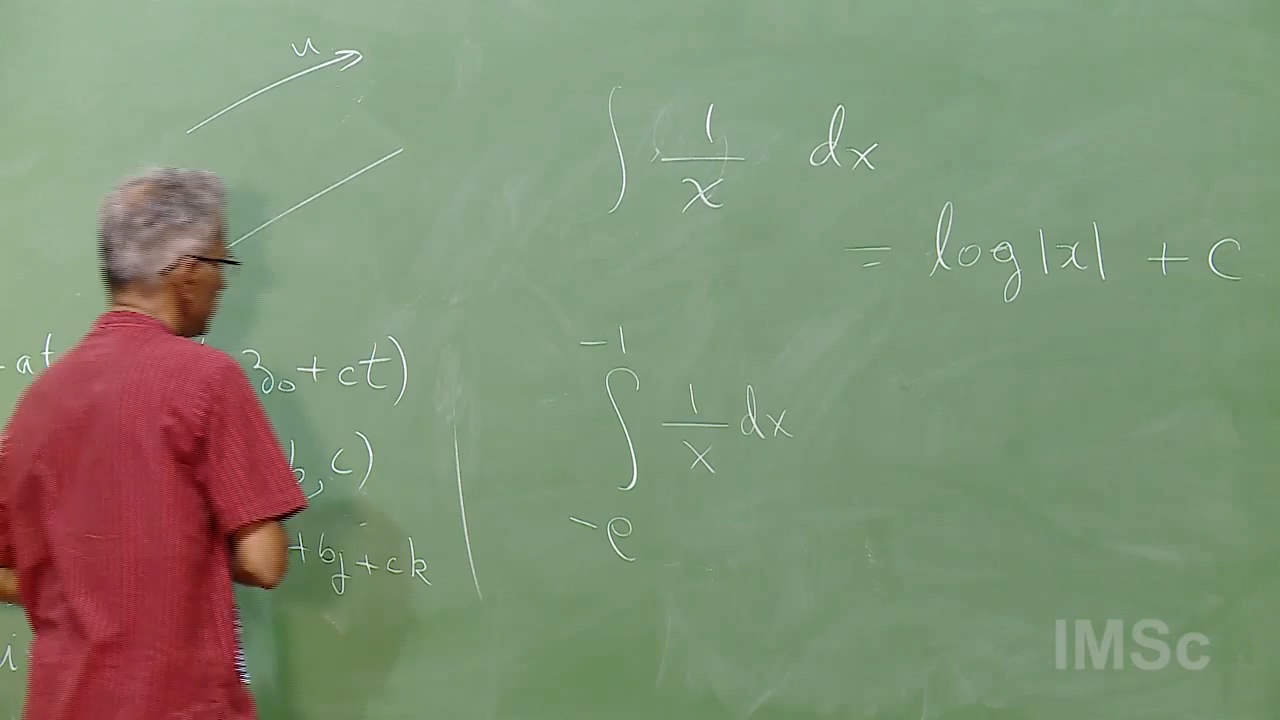 u
at z₀ + ct)
b, c)
+ bj + ck
i
∫ 1/x dx
= log|x| + c
∫_{-e}^{-1} 1/x dx
IMSc